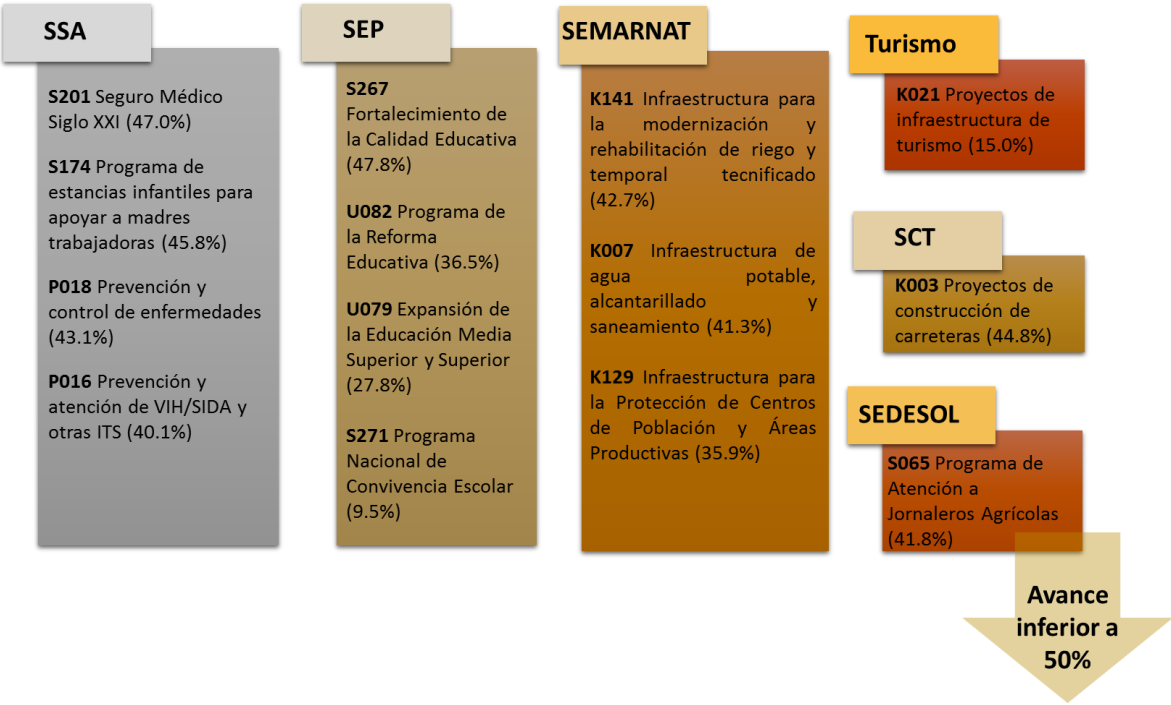 SSA
S201 Seguro Médico
Siglo XXI (47.0%)
S174 Programa de
estancias infantiles para
apoyar a madres
trabajadoras (45.8%)
P018 Prevención y
control de enfermedades
(43.1%)
P016 Prevención y
atención de VIH/SIDA y
otras ITS (40.1%)
SEP
S267
Fortalecimiento de
la Calidad Educativa
(47.8%)
U082 Programa de
la Reforma
Educativa (36.5%)
U079 Expansión de
la Educación Media
Superior y Superior
(27.8%)
S271 Programa
Nacional de
Convivencia Escolar
(9.5%)
SEMARNAT
K141 Infraestructura para
la modernización y
rehabilitación de riego y
temporal tecnificado
(42.7%)
K007 Infraestructura de
agua potable,
alcantarillado y
saneamiento (41.3%)
K129 Infraestructura para
la Protección de Centros
de Población y Áreas
Productivas (35.9%)
Turismo
K021 Proyectos de
infraestructura de
turismo (15.0%)
SCT
K003 Proyectos de
construcción de
carreteras (44.8%)
SEDESOL
S065 Programa de
Atención a
Jornaleros Agrícolas
(41.8%)
Avance
inferior a
50%